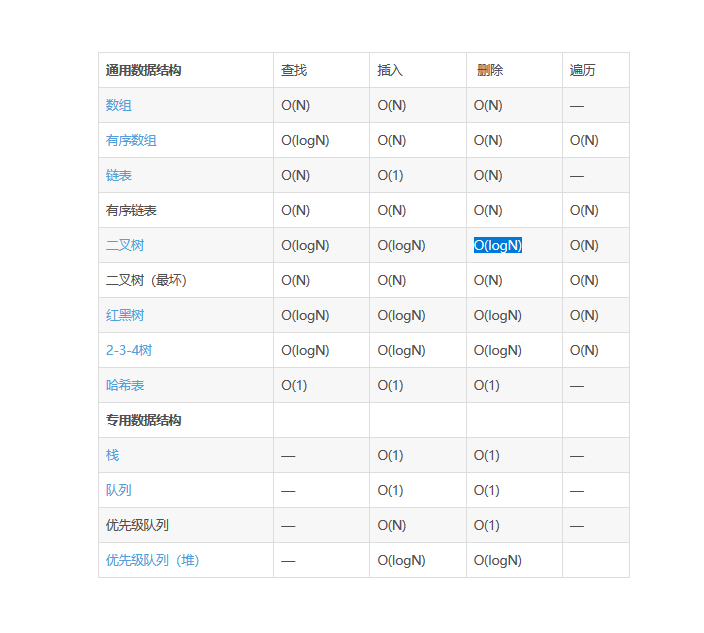 通用数据结构 查找 插入 删除 遍历
数组 O(N) O(N) O(N) —
有序数组 O(logN) O(N) O(N) O(N)
链表 O(N) O(1) O(N) —
有序链表 O(N) O(N) O(N) O(N)
二叉树 O(logN) O(logN) O(logN) O(N)
二叉树（最坏） O(N) O(N) O(N) O(N)
红黑树 O(logN) O(logN) O(logN) O(N)
2-3-4树 O(logN) O(logN) O(logN) O(N)
哈希表 O(1) O(1) O(1) —
专用数据结构
栈 — O(1) O(1) —
队列 — O(1) O(1) —
优先级队列 — O(N) O(1) —
优先级队列（堆） — O(logN) O(logN)